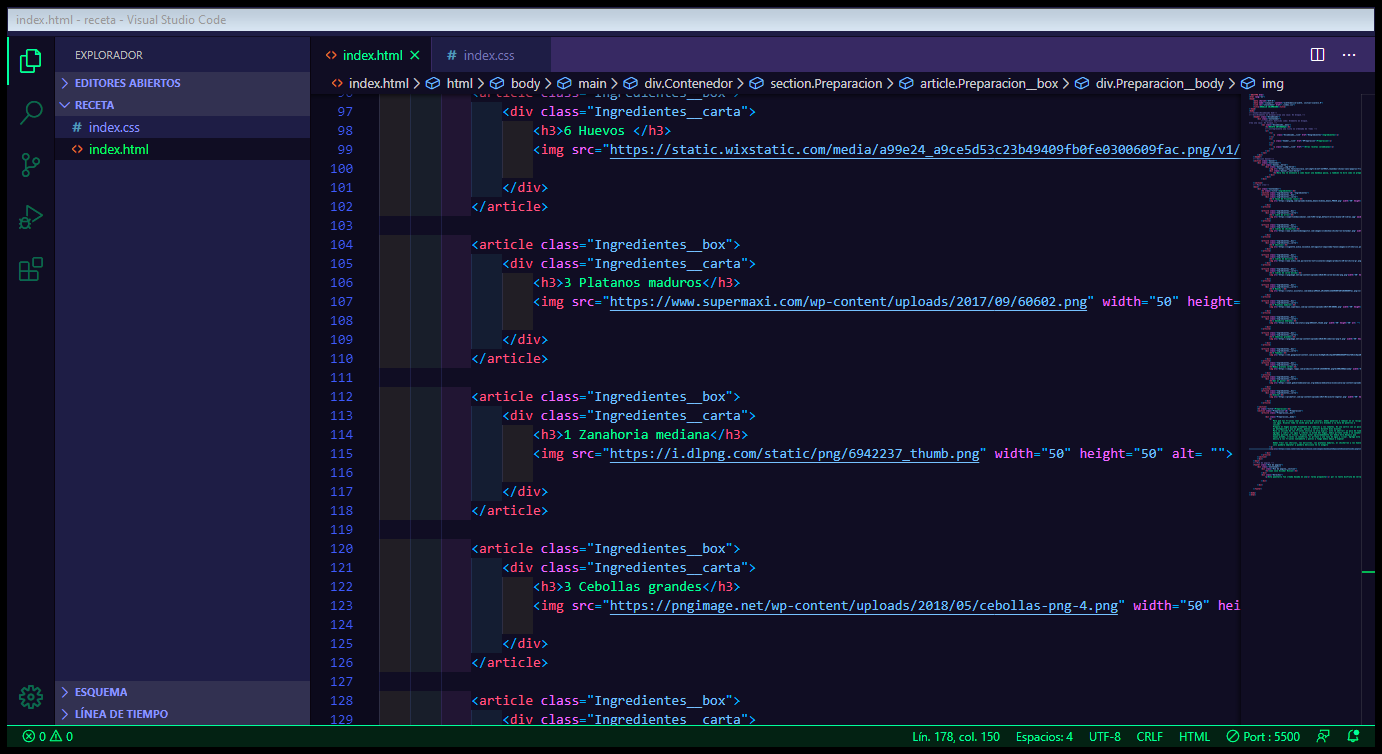 index.html - receta - Visual Studio Code
EXPLORADOR
EDITORES ABIERTOS
RECETA
# index.css
<> index.html
ESQUEMA
LÍNEA DE TIEMPO
<> index.html ×
# index.css
<> index.html > html > body > main > div.Contenedor > section.Preparacion > article.Preparacion__box > div.Preparacion__body > img
96 <article class="Ingredientes__box">
97 <div class="Ingredientes__carta">
98 <h3>6 Huevos </h3>
99 <img src="https://static.wixstatic.com/media/a99e24_a9ce5d53c23b49409fb0fe0300609fac.png/v1/
100
101 </div>
102 </article>
103
104 <article class="Ingredientes__box">
105 <div class="Ingredientes__carta">
106 <h3>3 Platanos maduros</h3>
107 <img src="https://www.supermaxi.com/wp-content/uploads/2017/09/60602.png" width="50" height=
108
109 </div>
110 </article>
111
112 <article class="Ingredientes__box">
113 <div class="Ingredientes__carta">
114 <h3>1 Zanahoria mediana</h3>
115 <img src="https://i.dlpng.com/static/png/6942237_thumb.png" width="50" height="50" alt= "">
116
117 </div>
118 </article>
119
120 <article class="Ingredientes__box">
121 <div class="Ingredientes__carta">
122 <h3>3 Cebollas grandes</h3>
123 <img src="https://pngimage.net/wp-content/uploads/2018/05/cebollas-png-4.png" width="50" hei
124
125 </div>
126 </article>
127
128 <article class="Ingredientes__box">
129 <div class="Ingredientes__carta">
0 0
Lín. 178, col. 150 Espacios: 4 UTF-8 CRLF HTML Port : 5500